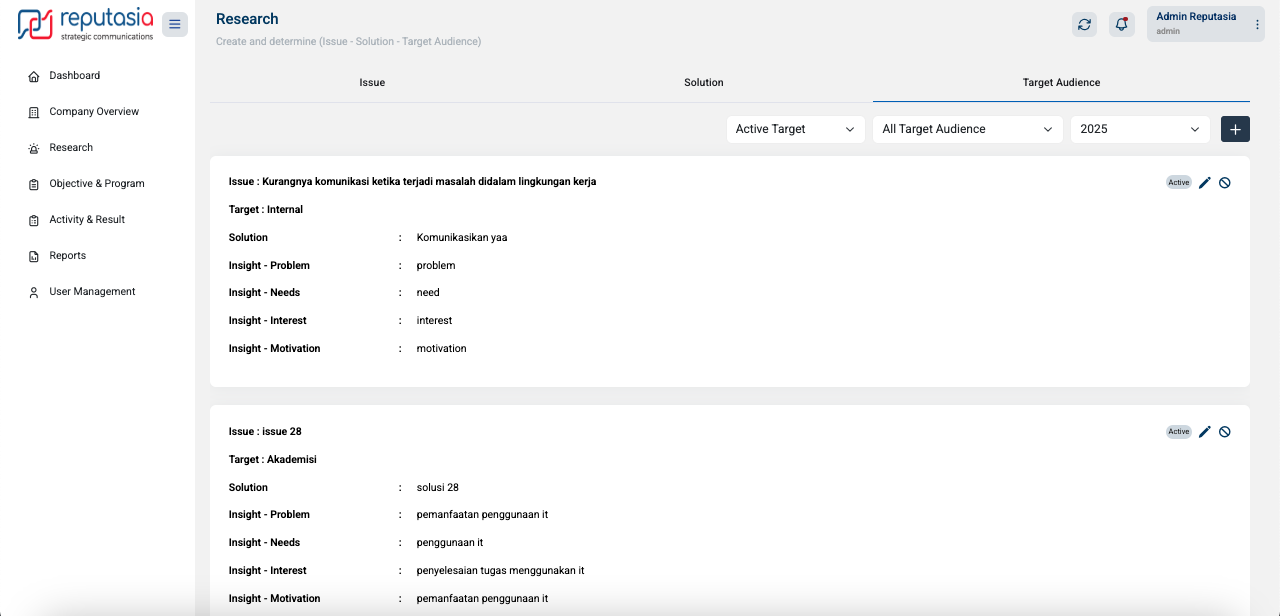 reputasia
strategic communications
Dashboard
Company Overview
Research
Objective & Program
Activity & Result
Reports
User Management
Research
Create and determine (Issue - Solution - Target Audience)
Admin Reputasia
admin
Issue Solution Target Audience
Active Target All Target Audience 2025
Issue : Kurangnya komunikasi ketika terjadi masalah didalam lingkungan kerja Active
Target : Internal
Solution : Komunikasikan yaa
Insight - Problem : problem
Insight - Needs : need
Insight - Interest : interest
Insight - Motivation : motivation
Issue : issue 28 Active
Target : Akademisi
Solution : solusi 28
Insight - Problem : pemanfaatan penggunaan it
Insight - Needs : penggunaan it
Insight - Interest : penyelesaian tugas menggunakan it
Insight - Motivation : pemanfaatan penggunaan it